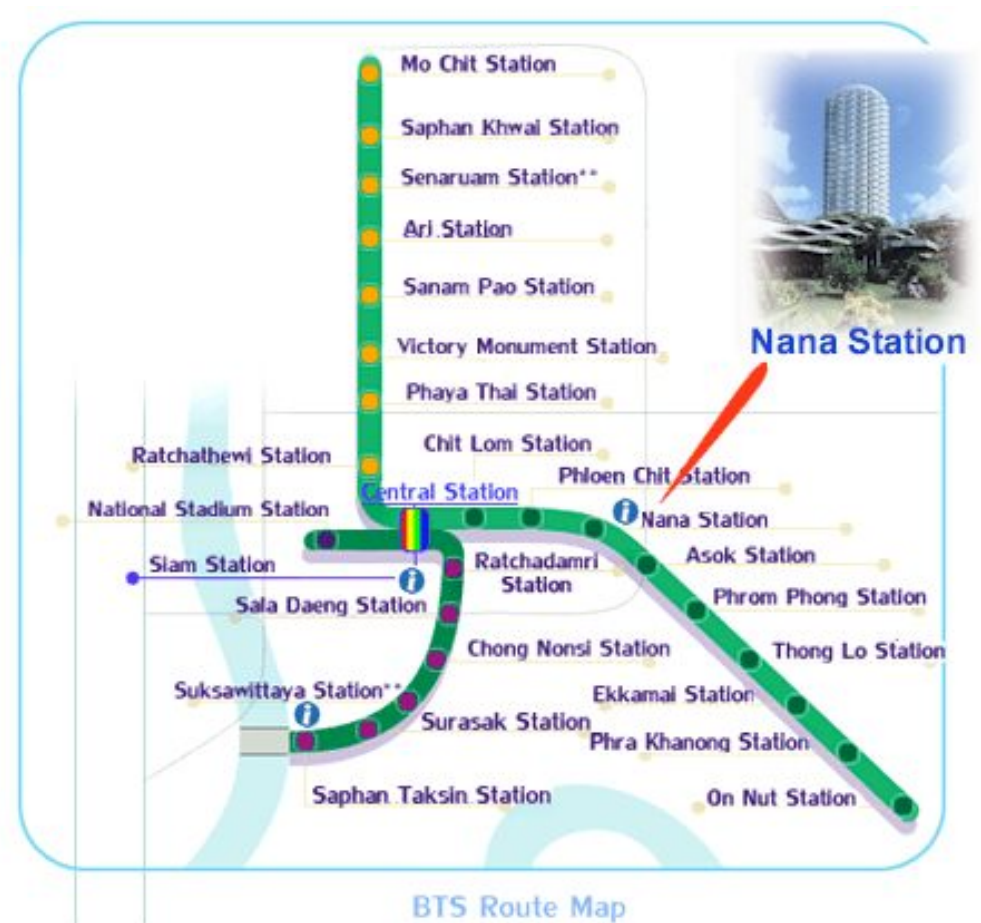 Mo Chit Station
Saphan Khwai Station
Senaruam Station**
Ari Station
Sanam Pao Station
Victory Monument Station
Nana Station
Phaya Thai Station
Chit Lom Station
Ratchathewi Station
Phloen Chit Station
Central Station
National Stadium Station
Nana Station
Asok Station
Siam Station
Ratchadamri
Station
Sala Daeng Station
Phrom Phong Station
Chong Nonsi Station
Thong Lo Station
Suksawittaya Station**
Ekkamai Station
Surasak Station
Phra Khanong Station
Saphan Taksin Station
On Nut Station
BTS Route Map